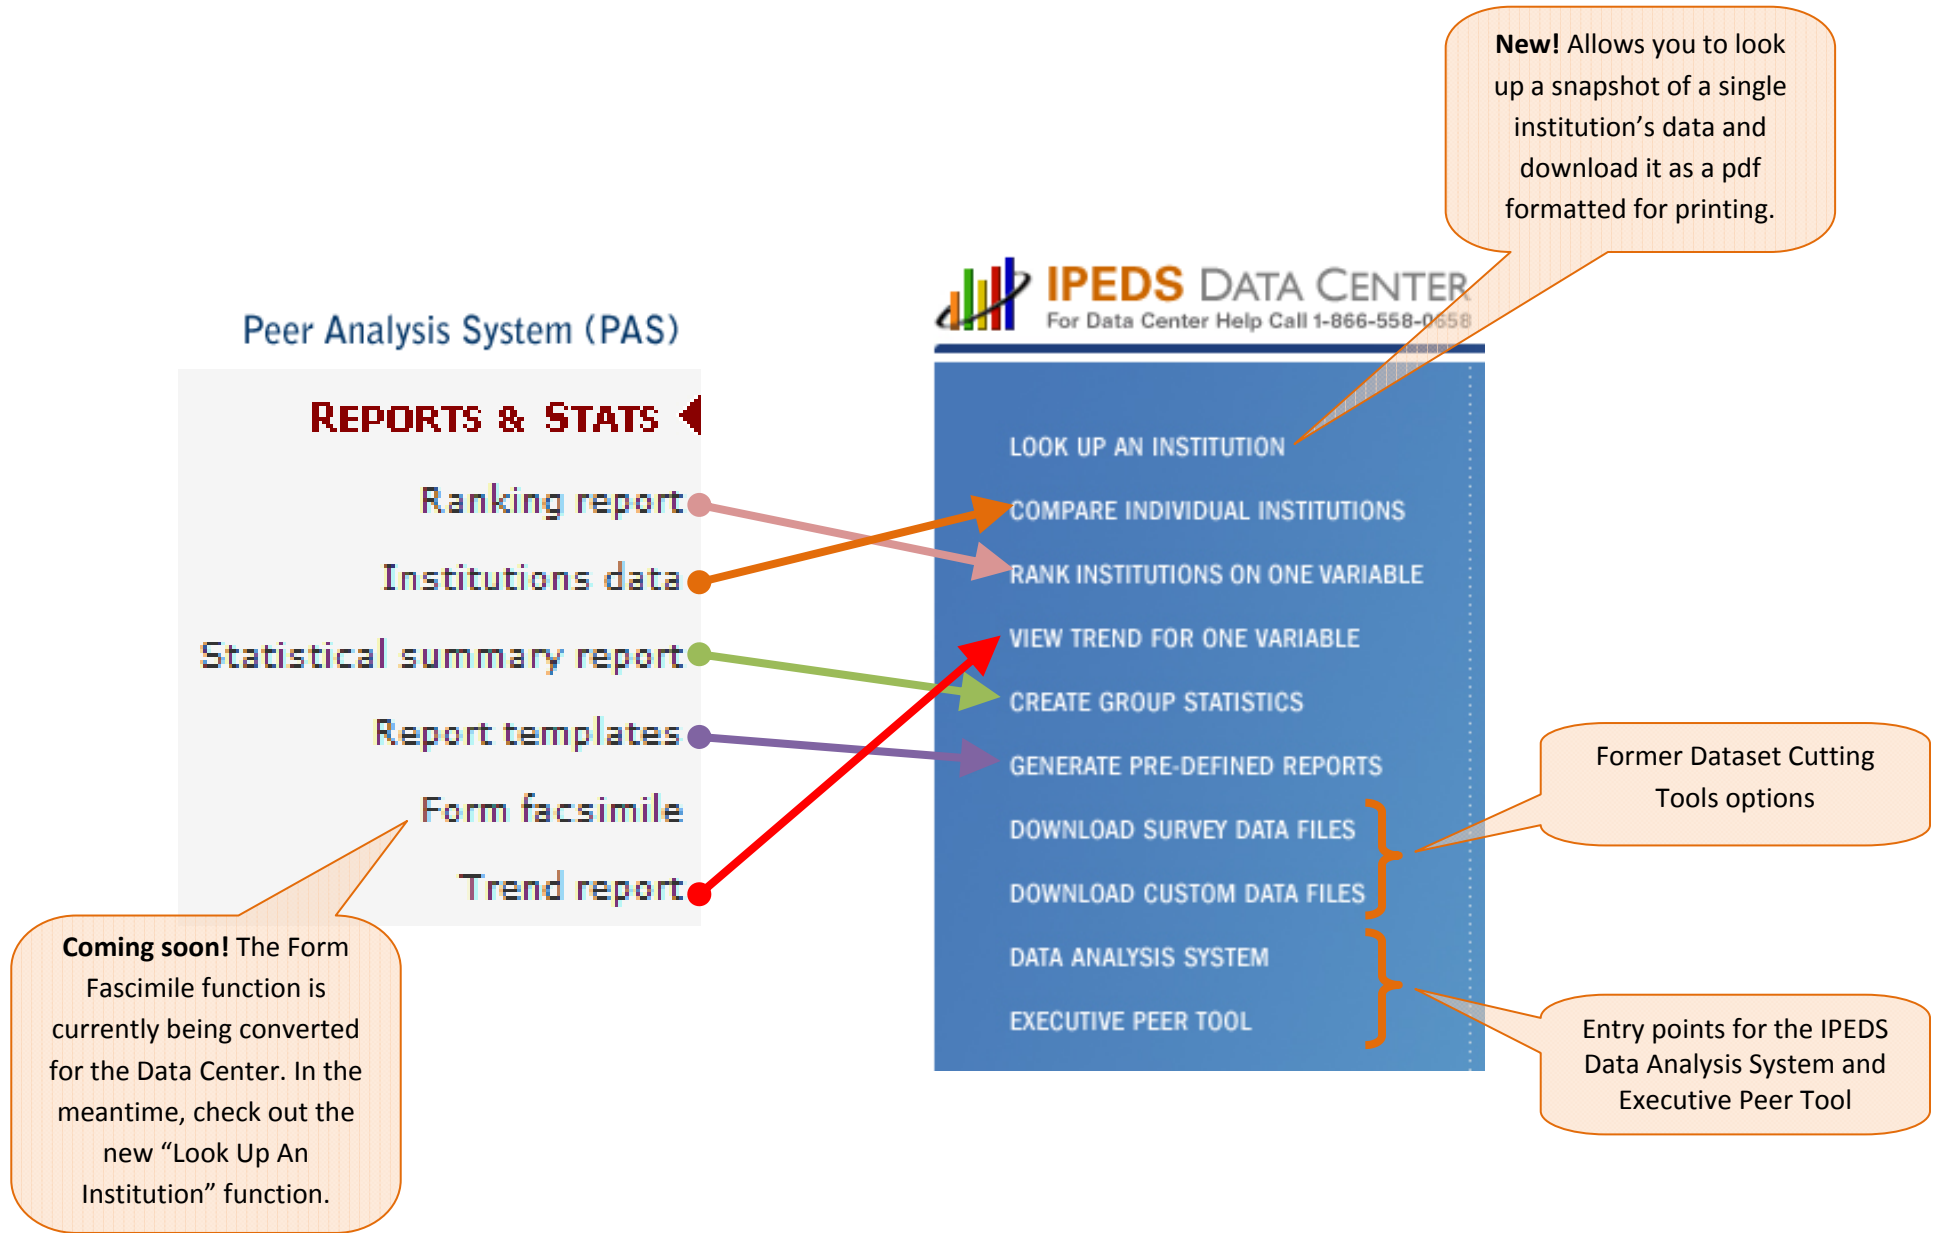 New! Allows you to look
up a snapshot of a single
institution’s data and
download it as a pdf
formatted for printing.
Peer Analysis System (PAS)
REPORTS & STATS
Ranking report
Institutions data
Statistical summary report
Report templates
Form facsimile
Trend report
Coming soon! The Form
Fascimile function is
currently being converted
for the Data Center. In the
meantime, check out the
new “Look Up An
Institution” function.
IPEDS DATA CENTER
For Data Center Help Call 1-866-558-0658
LOOK UP AN INSTITUTION
COMPARE INDIVIDUAL INSTITUTIONS
RANK INSTITUTIONS ON ONE VARIABLE
VIEW TREND FOR ONE VARIABLE
CREATE GROUP STATISTICS
GENERATE PRE-DEFINED REPORTS
DOWNLOAD SURVEY DATA FILES
DOWNLOAD CUSTOM DATA FILES
DATA ANALYSIS SYSTEM
EXECUTIVE PEER TOOL
Former Dataset Cutting
Tools options
Entry points for the IPEDS
Data Analysis System and
Executive Peer Tool